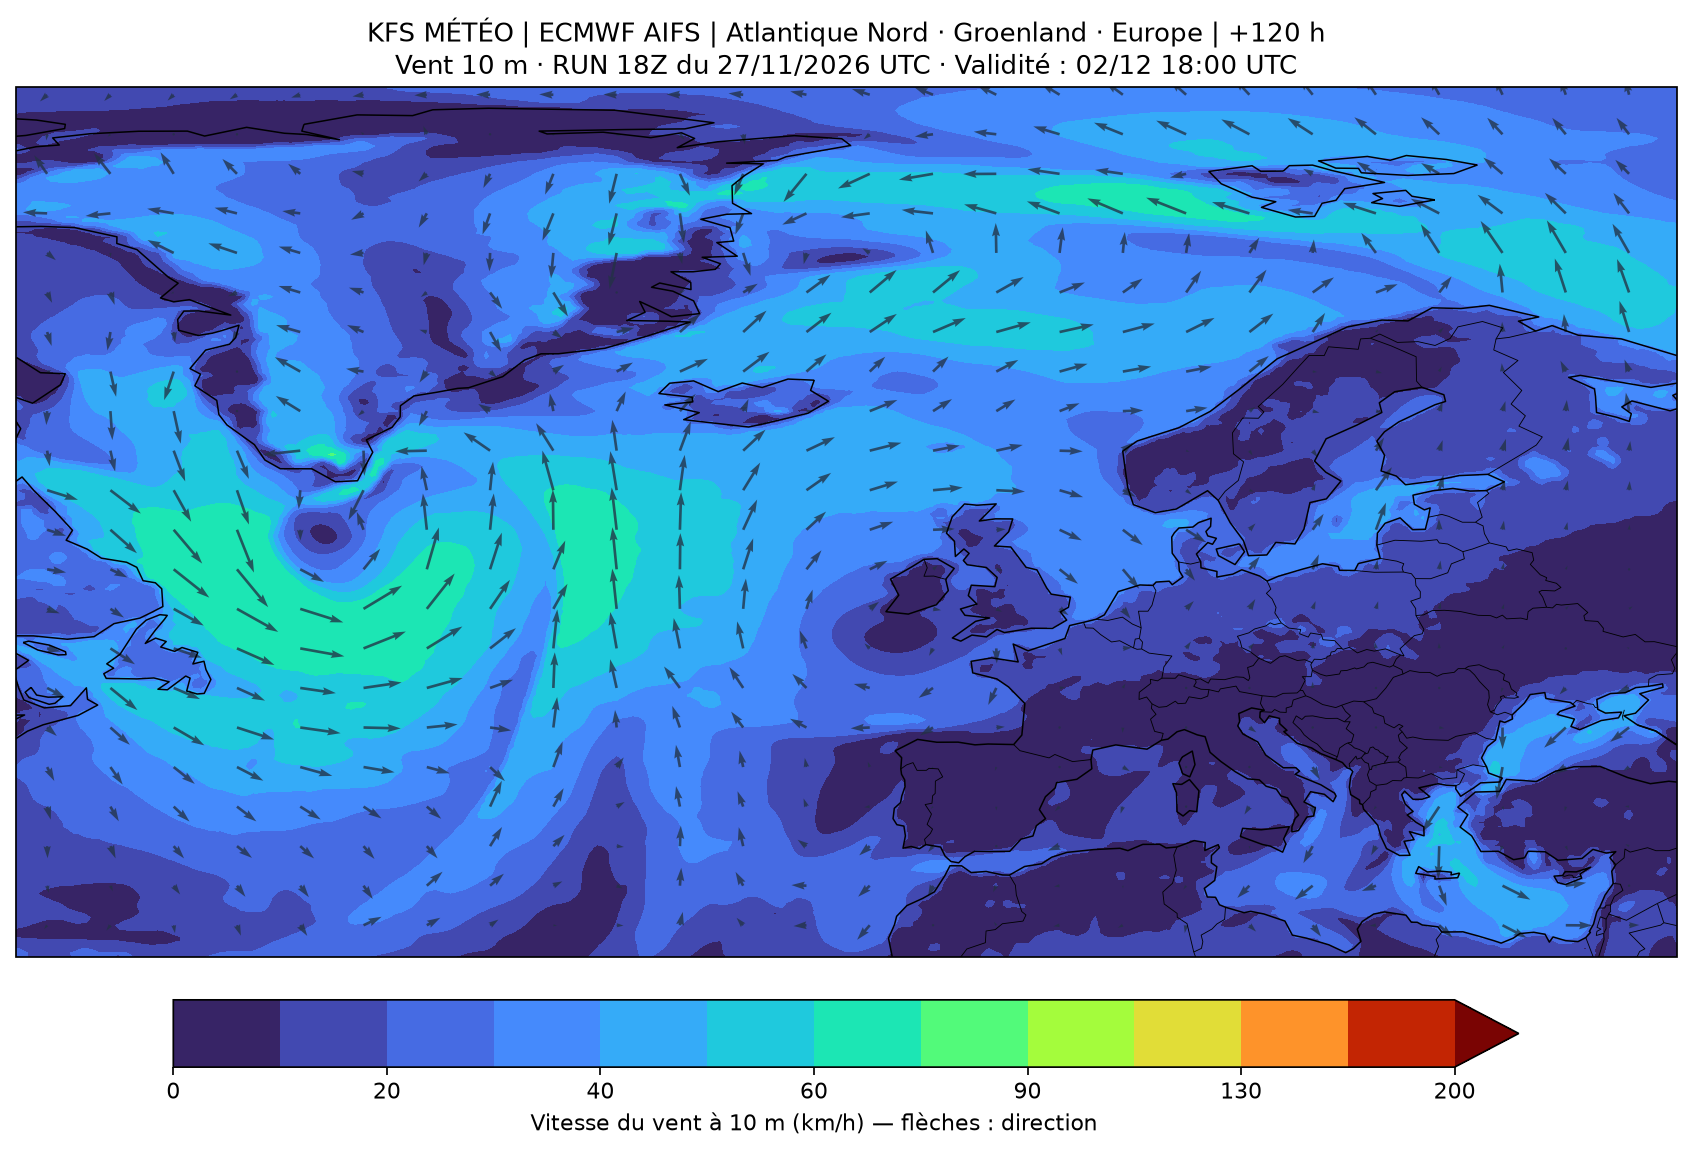 KFS MÉTÉO | ECMWF AIFS | Atlantique Nord · Groenland · Europe | +120 h
Vent 10 m · RUN 18Z du 27/11/2026 UTC · Validité : 02/12 18:00 UTC
0 20 40 60 90 130 200
Vitesse du vent à 10 m (km/h) — flèches : direction